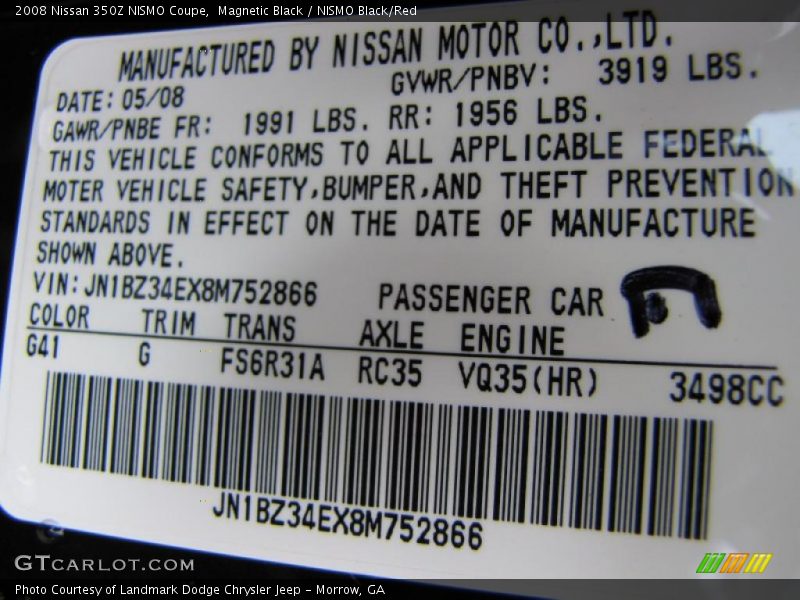 2008 Nissan 350Z NISMO Coupe, Magnetic Black / NISMO Black/Red
MANUFACTURED BY NISSAN MOTOR CO.,LTD.
DATE:05/08 GVWR/PNBV: 3919 LBS.
GAWR/PNBE FR: 1991 LBS. RR: 1956 LBS.
THIS VEHICLE CONFORMS TO ALL APPLICABLE FEDERAL
MOTER VEHICLE SAFETY,BUMPER,AND THEFT PREVENTION
STANDARDS IN EFFECT ON THE DATE OF MANUFACTURE
SHOWN ABOVE.
VIN:JN1BZ34EX8M752866 PASSENGER CAR
COLOR TRIM TRANS AXLE ENGINE
G41 G FS6R31A RC35 VQ35(HR) 3498CC
JN1BZ34EX8M752866
GTCARLOT.COM
Photo Courtesy of Landmark Dodge Chrysler Jeep - Morrow, GA